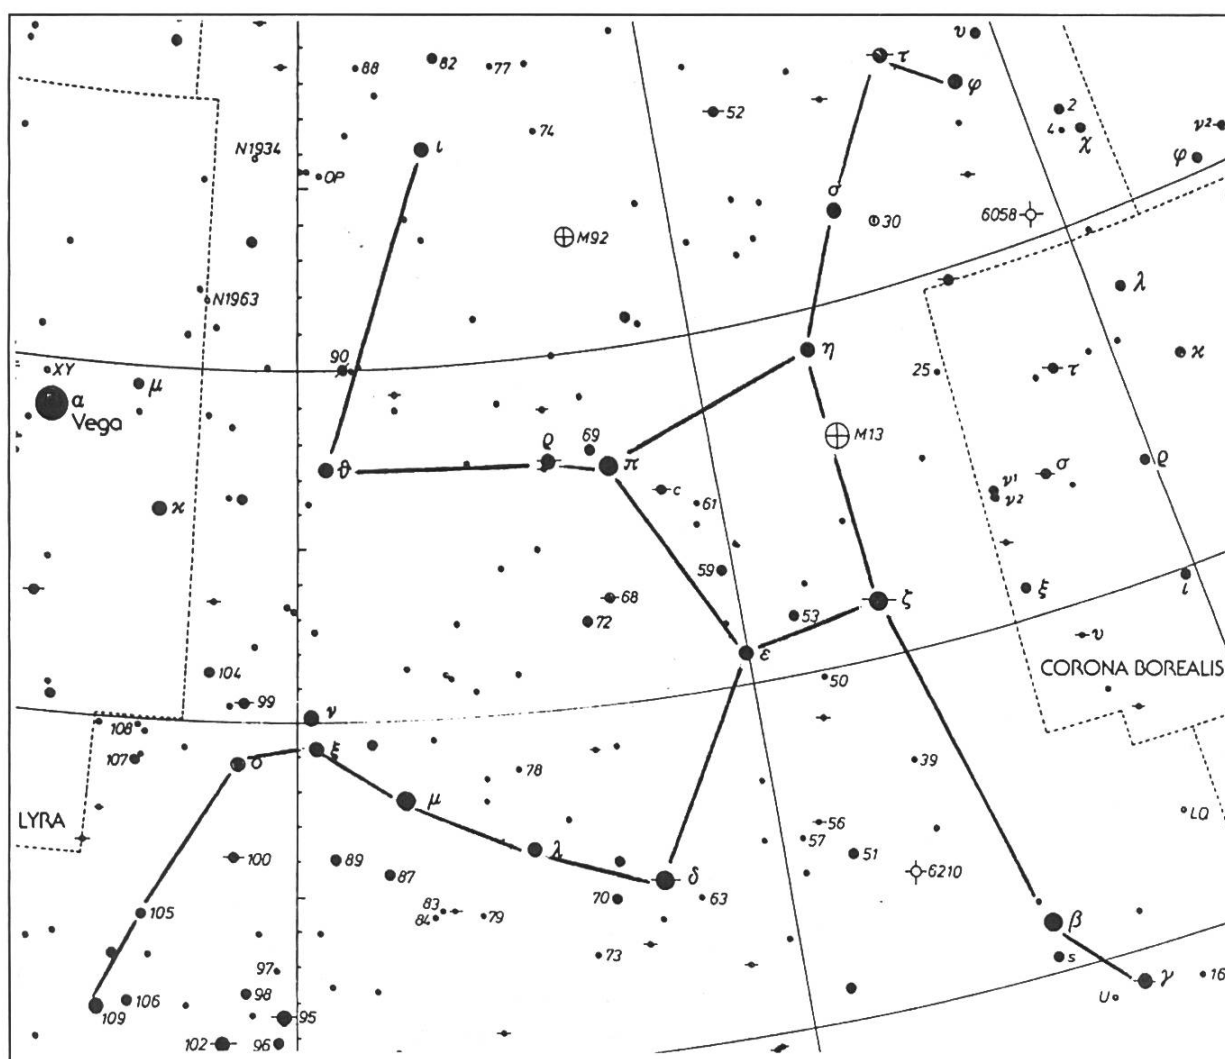 υ
τ
82
77
88
φ
52
2
74
4
χ
ν²
N1934
ι
φ
OP
σ
30
6058
M92
λ
N1963
90
η
ϰ
XY
μ
25
τ
α
Vega
M13
69
ϱ
π
σ
ϱ
ϑ
c
ν¹
ν²
61
ϰ
59
ξ
ι
68
ζ
53
72
υ
ε
CORONA BOREALIS
104
50
99
ν
108
ξ
107
ο
39
78
μ
LYRA
56
LQ
57
λ
100
89
51
87
δ
6210
70
63
83
84
79
105
β
73
s
97
γ
16
98
106
U
109
95
102
96